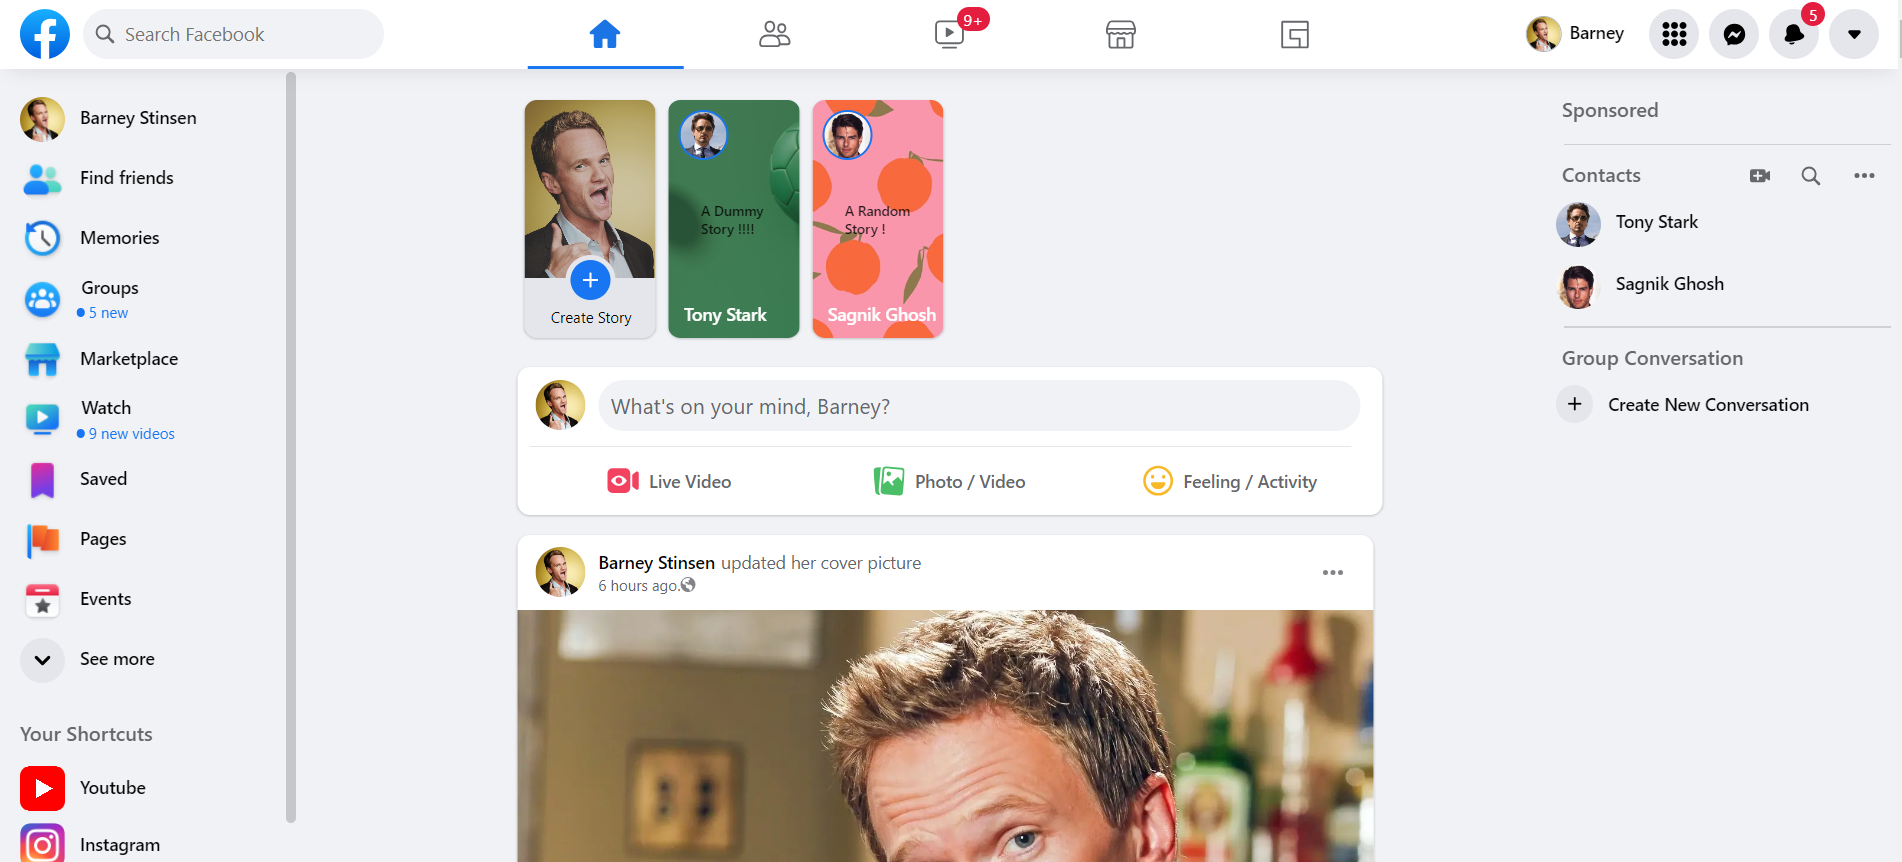 Search Facebook
9+
Barney
5
Barney Stinsen
Find friends
Memories
Groups
5 new
Marketplace
Watch
9 new videos
Saved
Pages
Events
See more
Your Shortcuts
Youtube
Instagram
A Dummy
Story !!!!
A Random
Story !
Create Story
Tony Stark
Sagnik Ghosh
What's on your mind, Barney?
Live Video
Photo / Video
Feeling / Activity
Barney Stinsen updated her cover picture
6 hours ago.
Sponsored
Contacts
Tony Stark
Sagnik Ghosh
Group Conversation
Create New Conversation